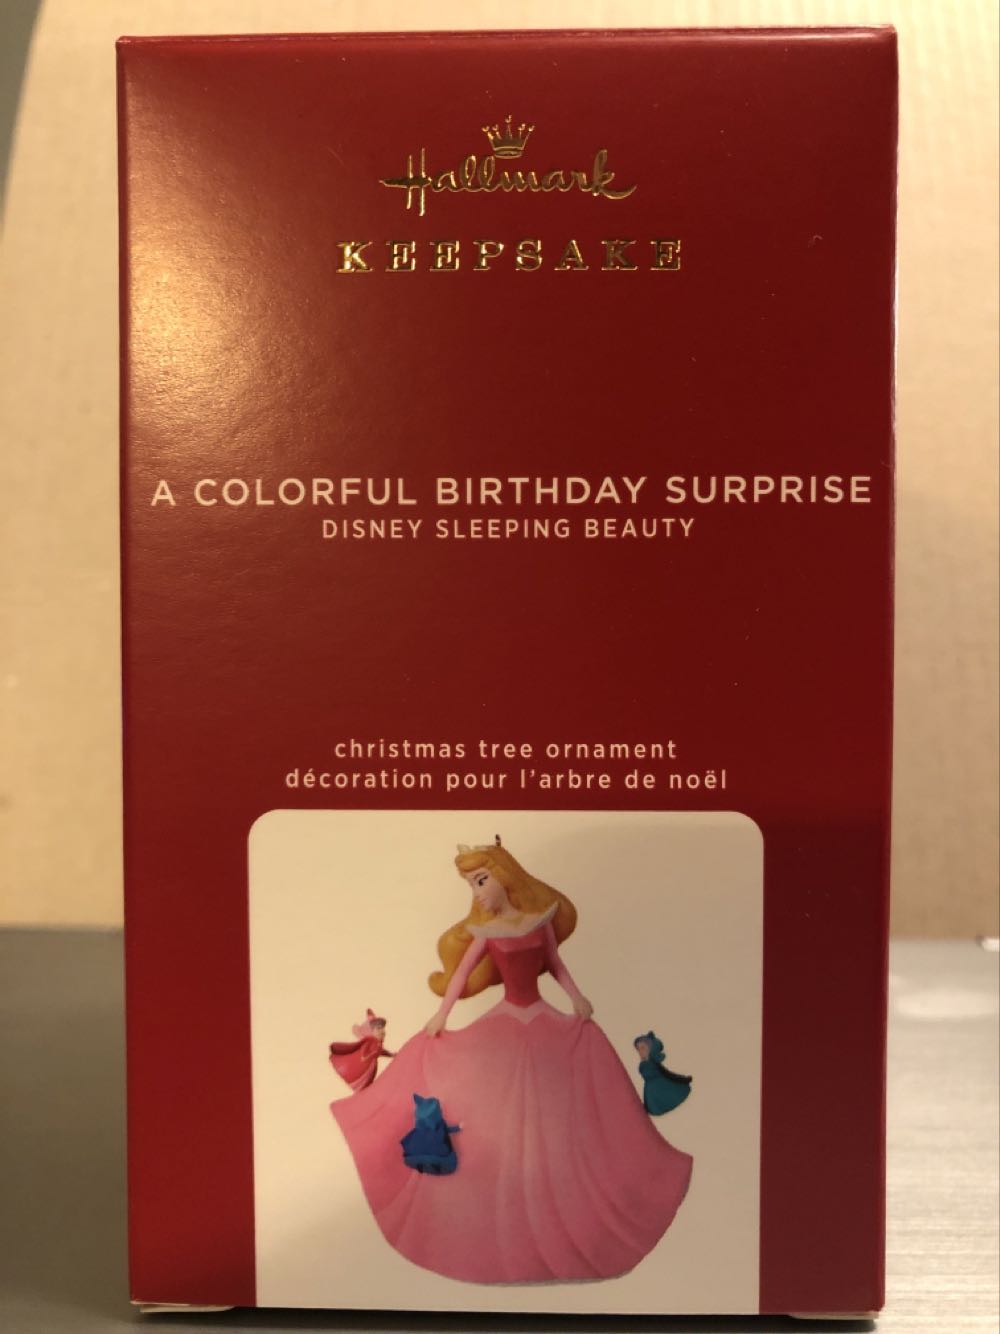 Hallmark
KEEPSAKE
A COLORFUL BIRTHDAY SURPRISE
DISNEY SLEEPING BEAUTY
christmas tree ornament
décoration pour l'arbre de noël